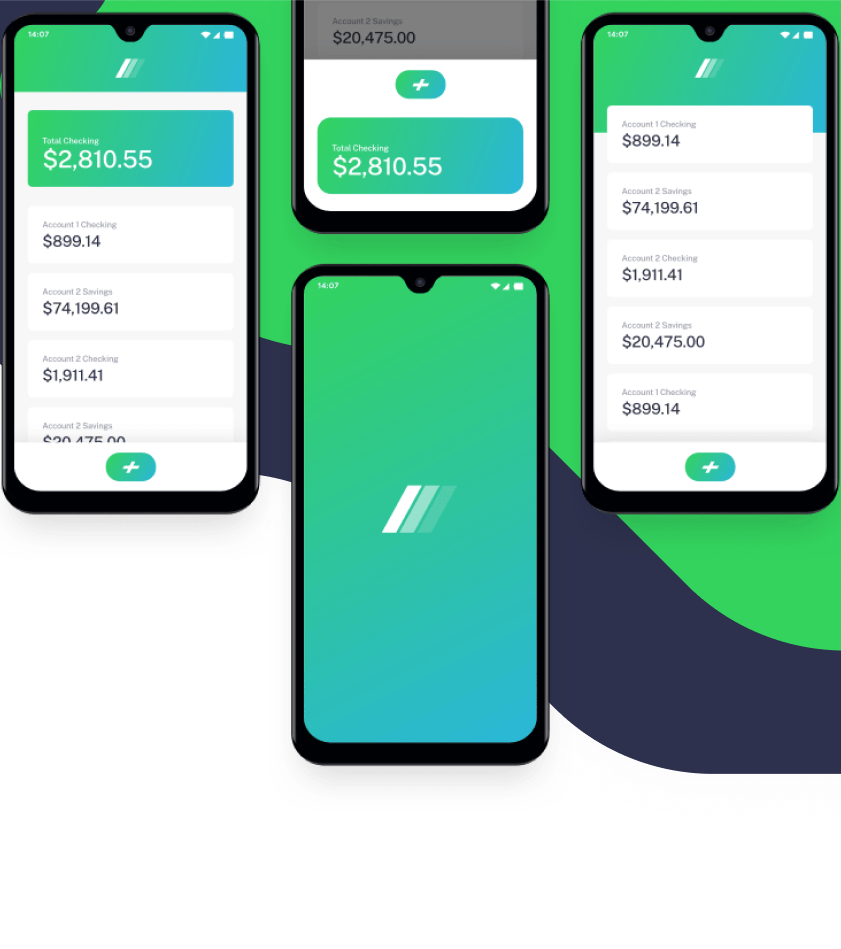 14:07
Total Checking
$2,810.55
Account 1 Checking
$899.14
Account 2 Savings
$74,199.61
Account 2 Checking
$1,911.41
Account 2 Savings
$20,475.00
Account 2 Savings
$20,475.00
Total Checking
$2,810.55
14:07
14:07
Account 1 Checking
$899.14
Account 2 Savings
$74,199.61
Account 2 Checking
$1,911.41
Account 2 Savings
$20,475.00
Account 1 Checking
$899.14